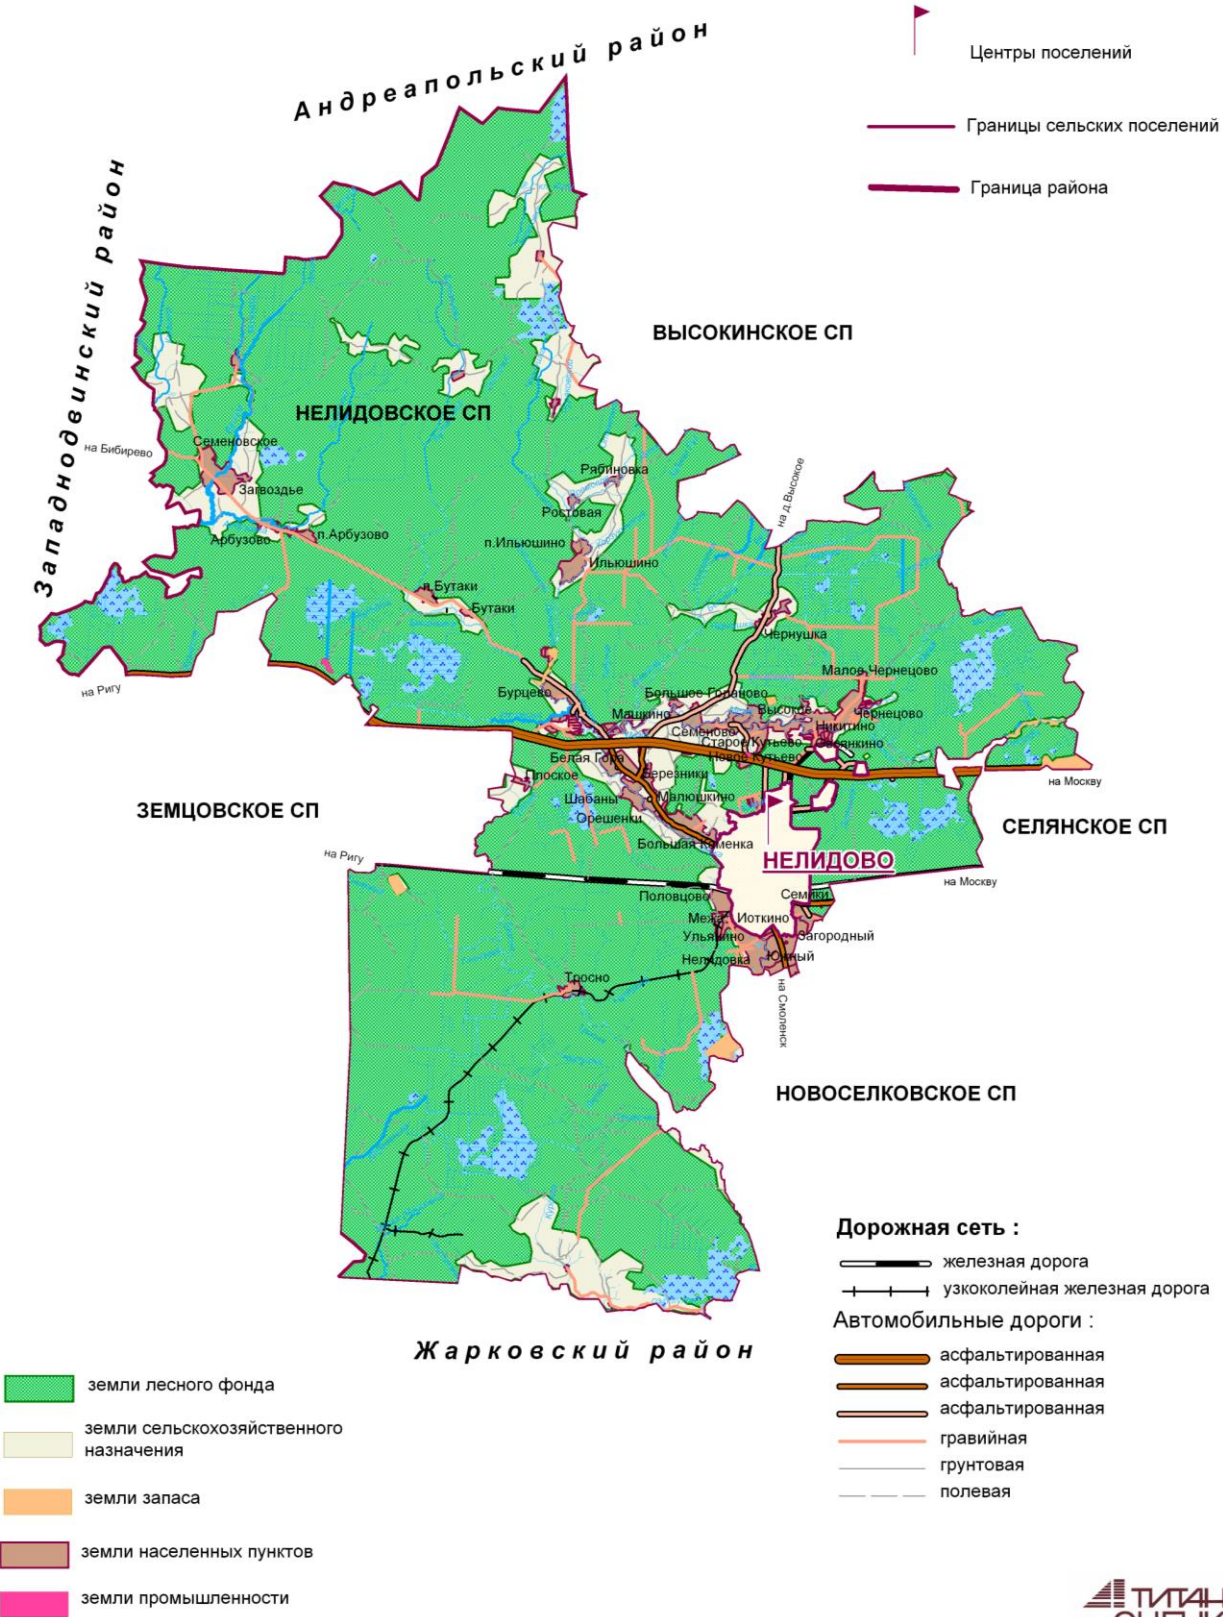 Андреапольский район
Западнодвинский район
Центры поселений
Границы сельских поселений
Граница района
ВЫСОКИНСКОЕ СП
НЕЛИДОВСКОЕ СП
на Бибирево
Семеновское
Загвоздье
Арбузово
п.Арбузово
Рябиновка
Ростовая
п.Ильюшино
Ильюшино
на д.Высокое
п.Бутаки
Бутаки
Чернушка
на Ригу
Малое Чернецово
Бурцево
Большое Голаново
Машкино
Высокое
Чернецово
Никитино
Семеново
Старое Кутьево
Новое Кутьево
Белая Гора
Березники
Плоское
Шабаны
Малюшкино
Орешенки
Большая Каменка
на Москву
ЗЕМЦОВСКОЕ СП
СЕЛЯНСКОЕ СП
НЕЛИДОВО
на Ригу
на Москву
Половцово
Семики
Межа
Иоткино
Ульянино
Загородный
Нелидовка
Южный
Тросно
на Смоленск
НОВОСЕЛКОВСКОЕ СП
Жарковский район
Дорожная сеть :
железная дорога
узкоколейная железная дорога
Автомобильные дороги :
асфальтированная
асфальтированная
асфальтированная
гравийная
грунтовая
полевая
земли лесного фонда
земли сельскохозяйственного
назначения
земли запаса
земли населенных пунктов
земли промышленности
ТИТАН